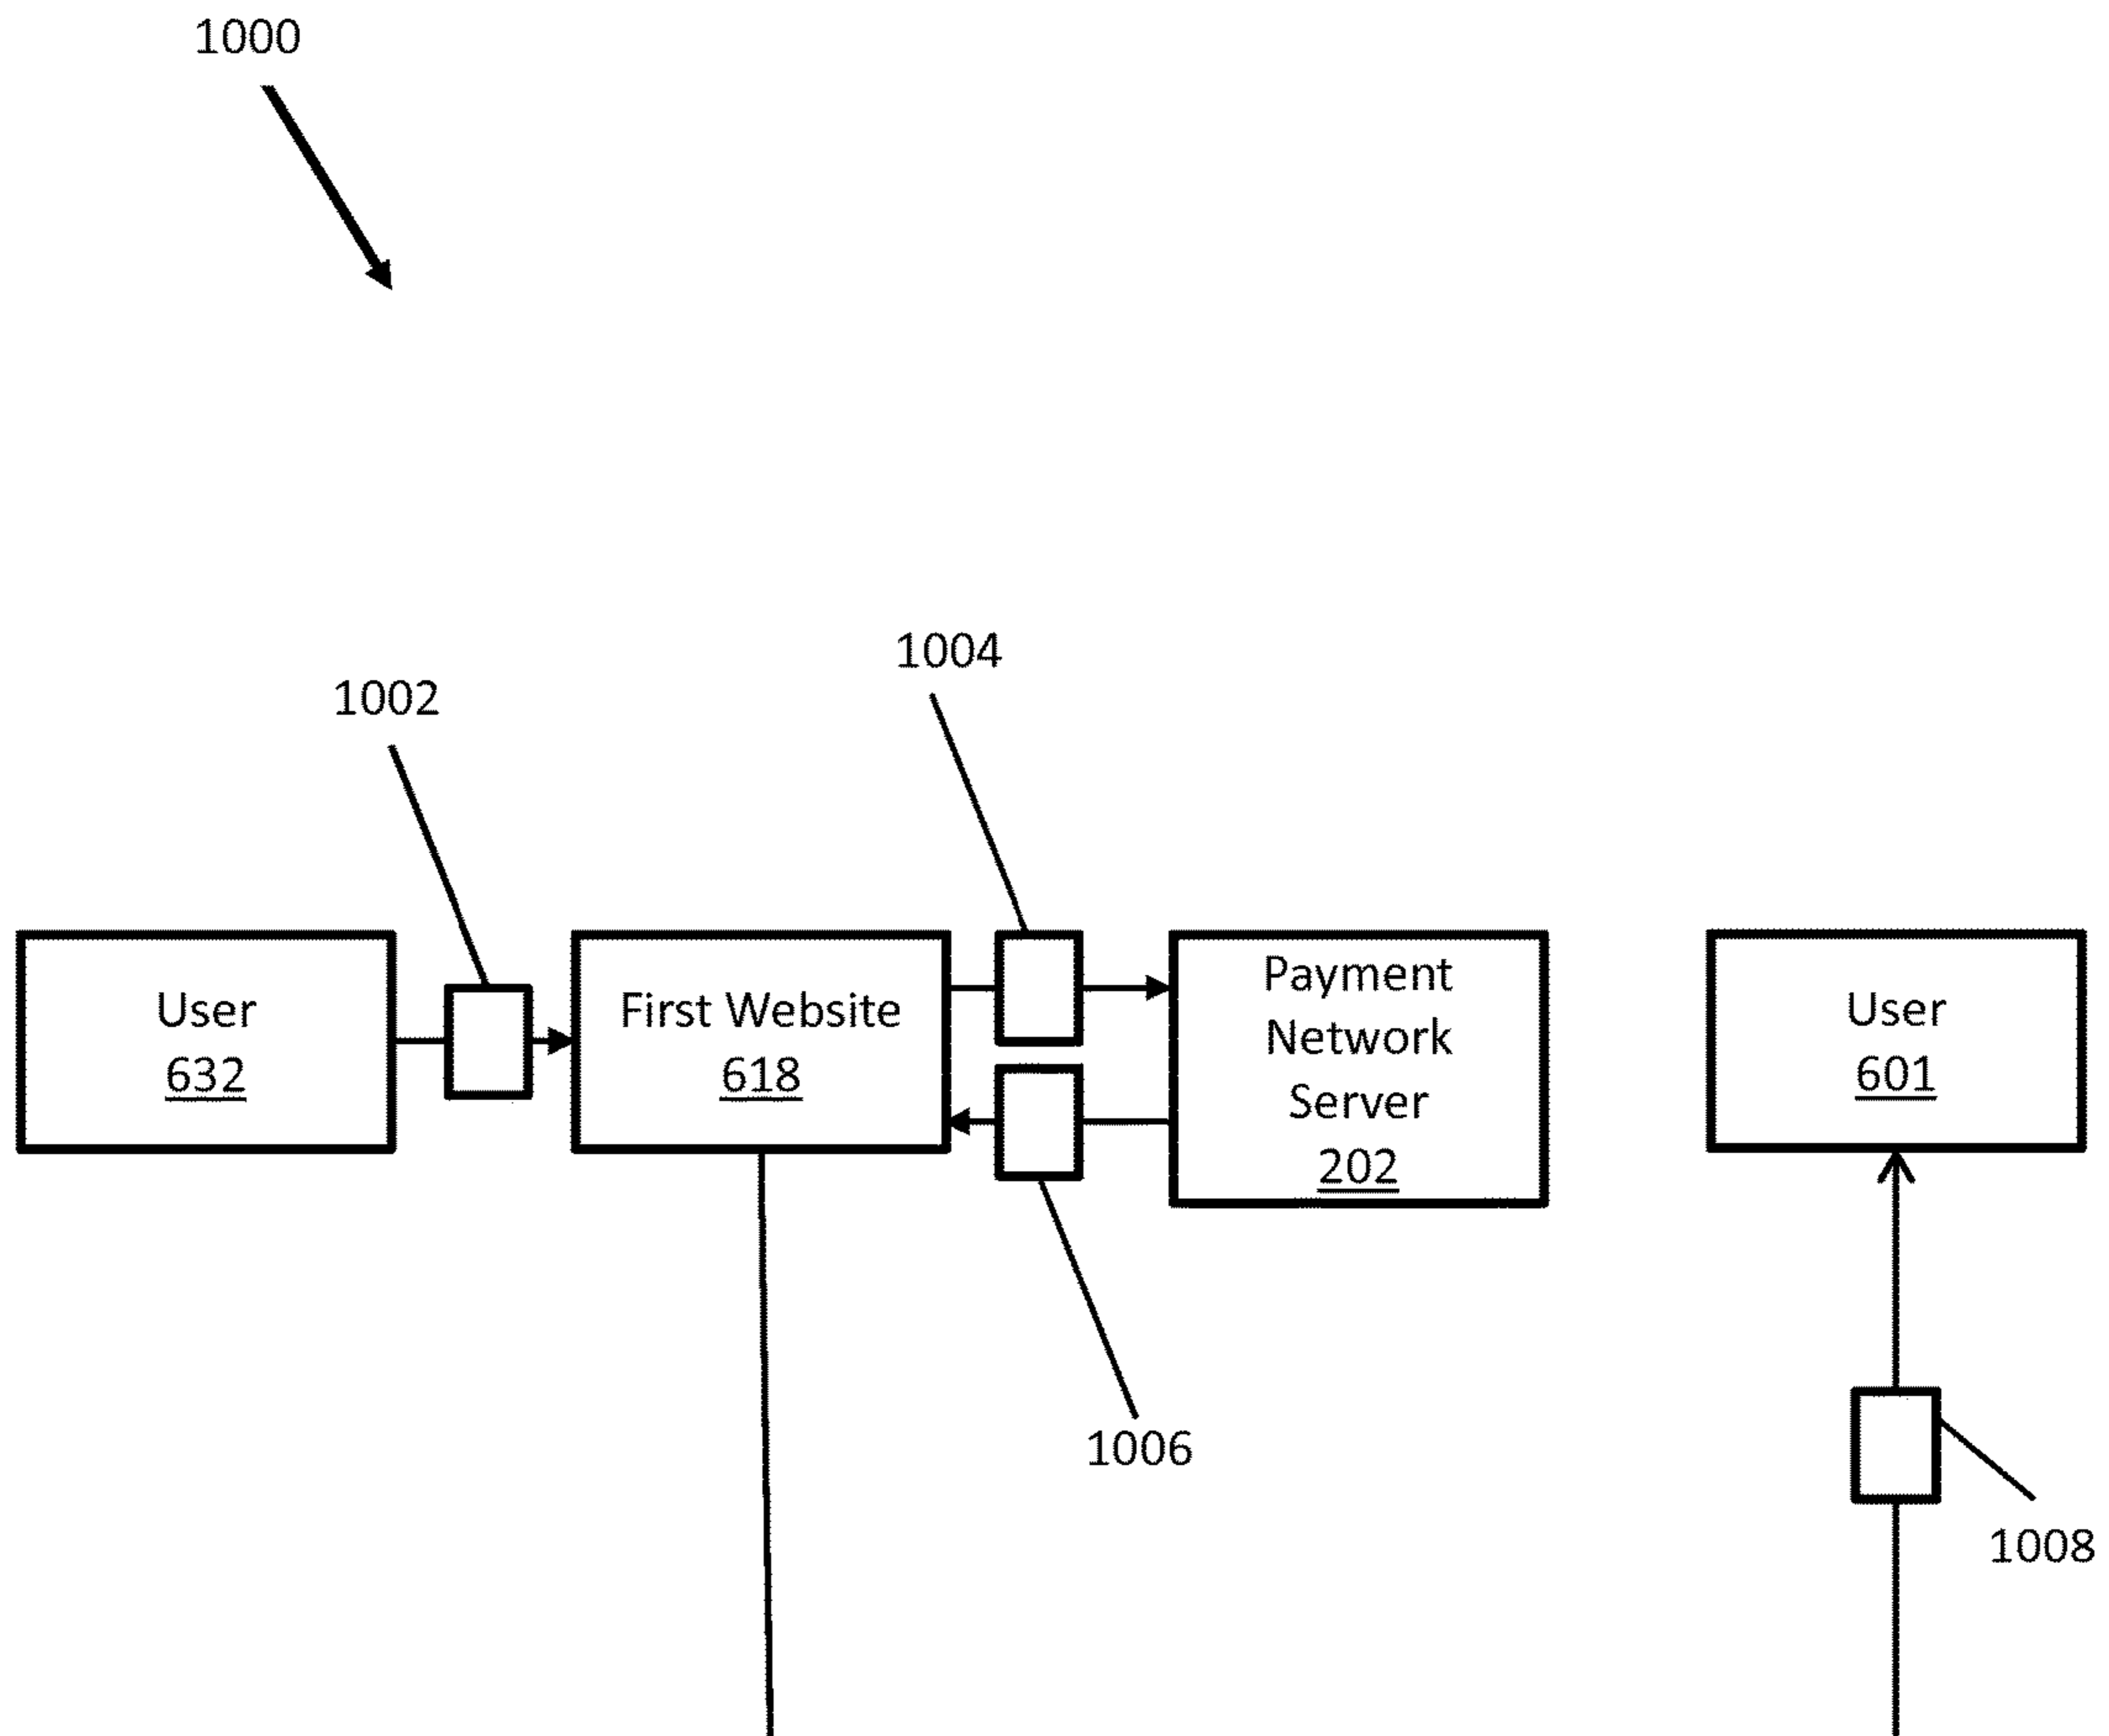 1000
1004
1002
User
632
First Website
618
Payment
Network
Server
202
User
601
1006
1008